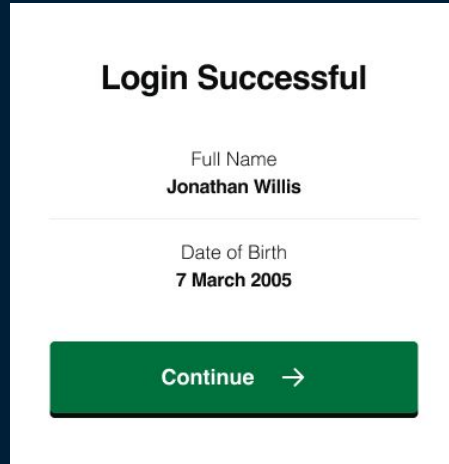 Login Successful
Full Name
Jonathan Willis
Date of Birth
7 March 2005
Continue →